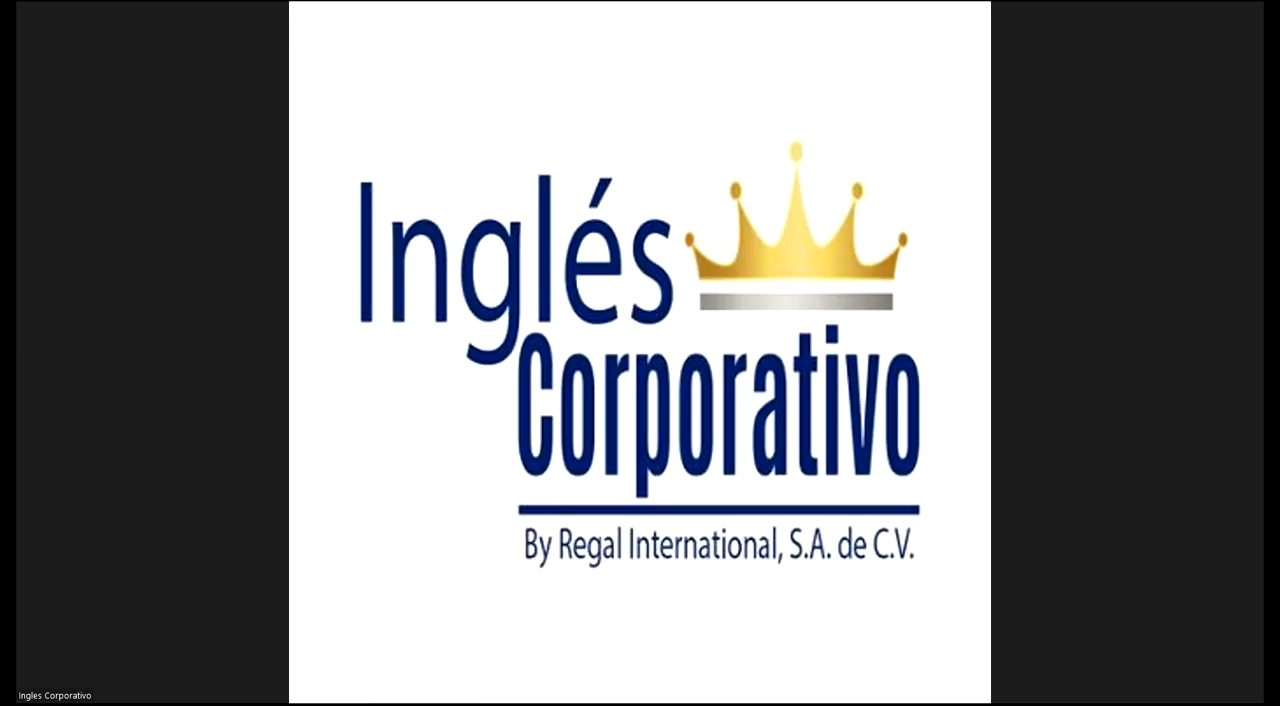 Inglés
Corporativo
By Regal International, S.A. de C.V.
Ingles Corporativo